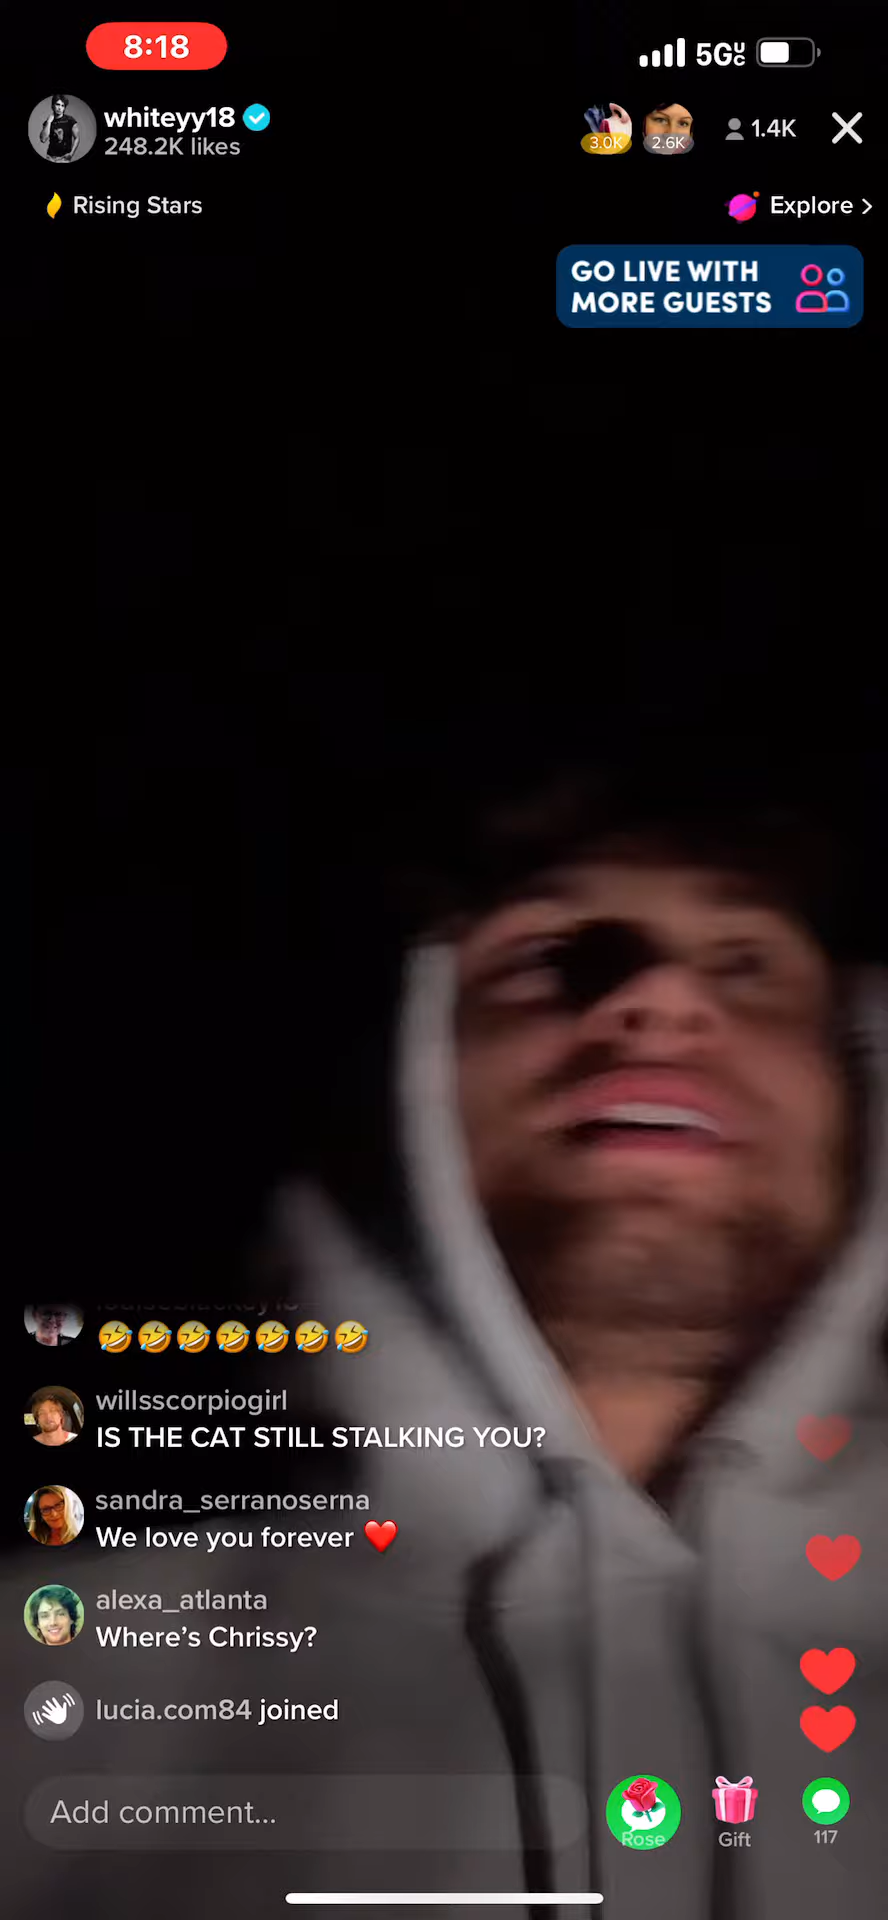 8:18
5G UC
whiteyy18
248.2K likes
3.0K
2.6K
1.4K
Rising Stars
Explore >
GO LIVE WITH
MORE GUESTS
🤣🤣🤣🤣🤣🤣🤣
willsscorpiogirl
IS THE CAT STILL STALKING YOU?
sandra_serranoserna
We love you forever ❤️
alexa_atlanta
Where’s Chrissy?
lucia.com84 joined
Add comment...
Rose
Gift
117